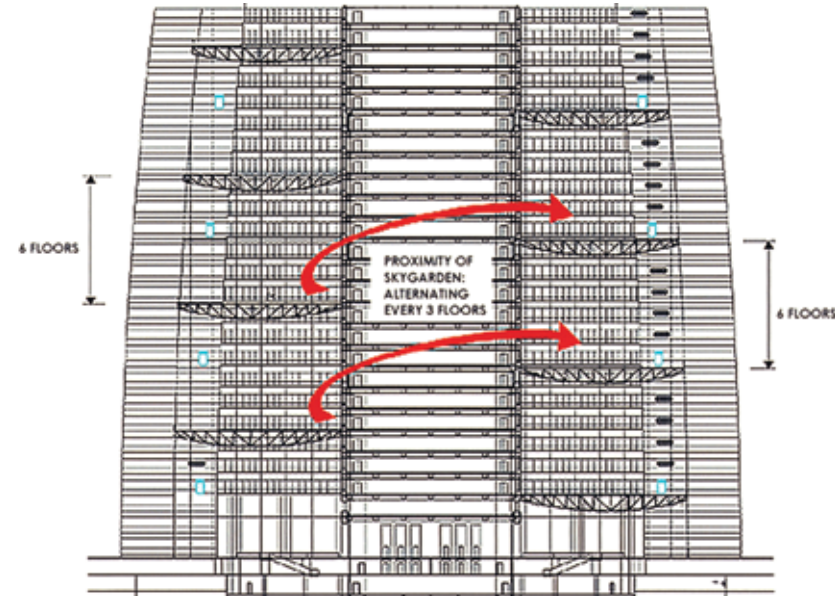 6 FLOORS
PROXIMITY OF
SKYGARDEN:
ALTERNATING
EVERY 3 FLOORS
6 FLOORS